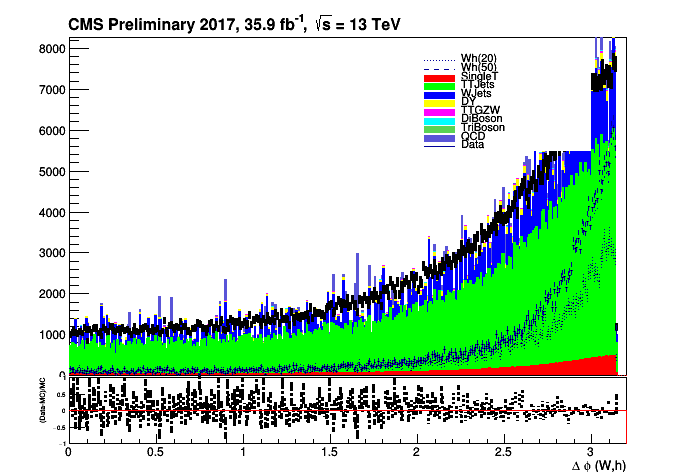 CMS Preliminary 2017, 35.9 fb⁻¹, √s = 13 TeV
8000
Wh(20)
Wh(50)
SingleT
TTJets
WJets
DY
TTGZW
DiBoson
TriBoson
QCD
Data
7000
6000
5000
4000
3000
2000
1000
0
(Data-MC)/MC
1
0.5
0
−0.5
−1
0 0.5 1 1.5 2 2.5 3
Δ ϕ (W,h)